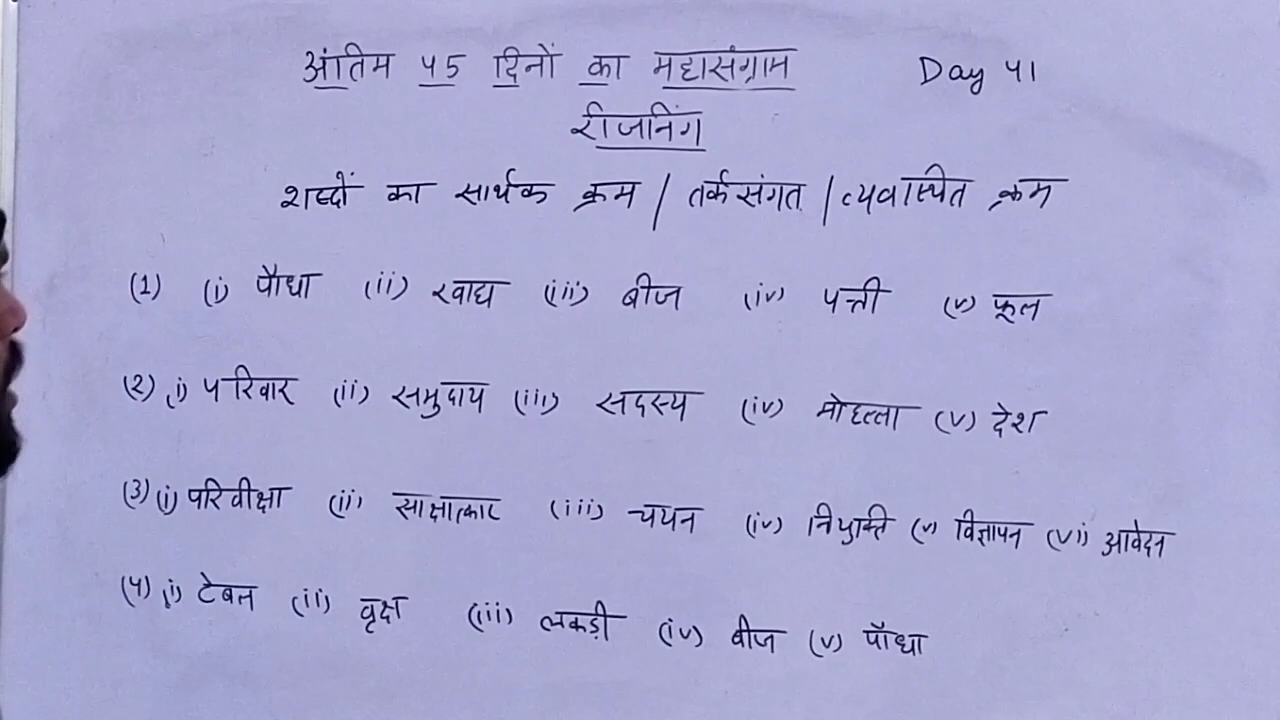 अंतिम 45 दिनों का महासंग्राम Day 41
रीजनिंग
शब्दों का सार्थक क्रम / तर्कसंगत / व्यवास्थित क्रम
(1) (i) पौधा (ii) खाद्य (iii) बीज (iv) पत्ती (v) फूल
(2) (i) परिवार (ii) समुदाय (iii) सदस्य (iv) मोहल्ला (v) देश
(3) (i) परिवीक्षा (ii) साक्षात्कार (iii) चयन (iv) नियुक्ति (v) विज्ञापन (vi) आवेदन
(4) (i) टेबल (ii) वृक्ष (iii) लकड़ी (iv) बीज (v) पौधा